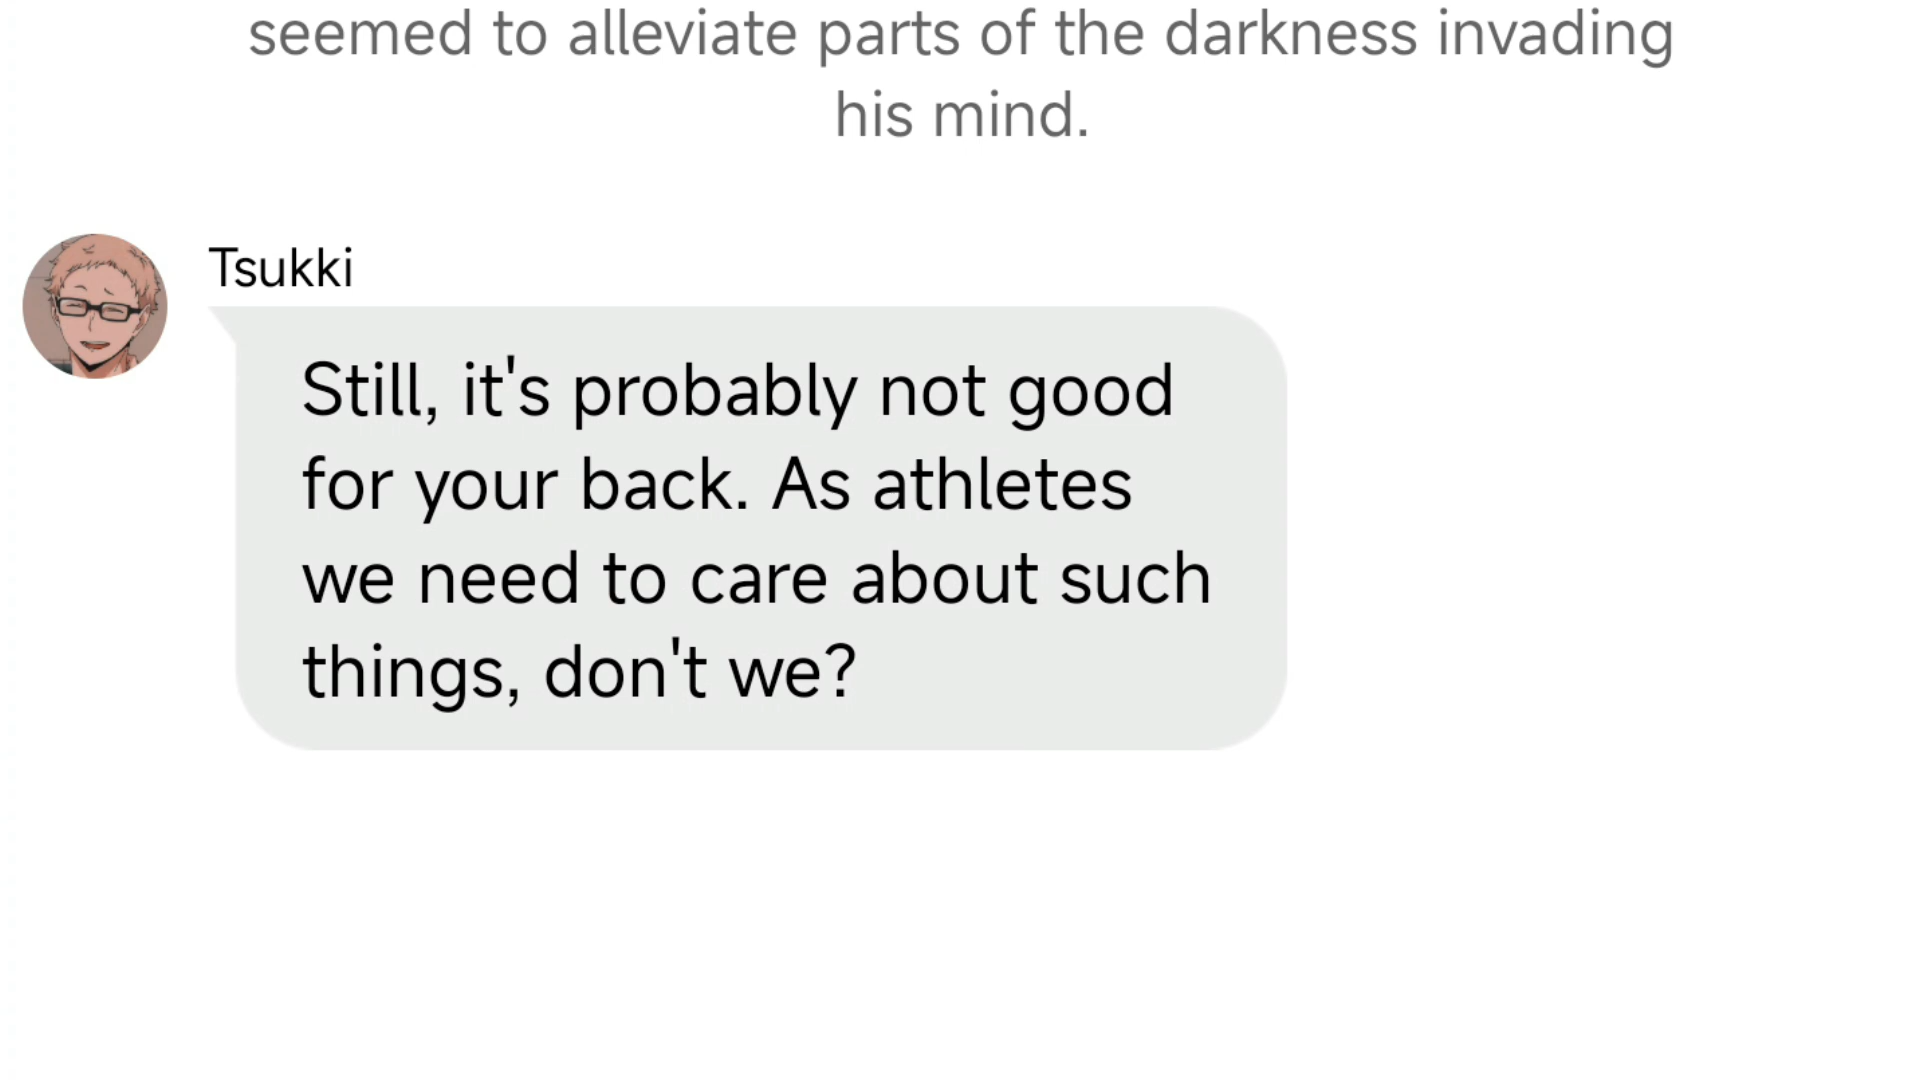 seemed to alleviate parts of the darkness invading
his mind.
Tsukki
Still, it's probably not good
for your back. As athletes
we need to care about such
things, don't we?